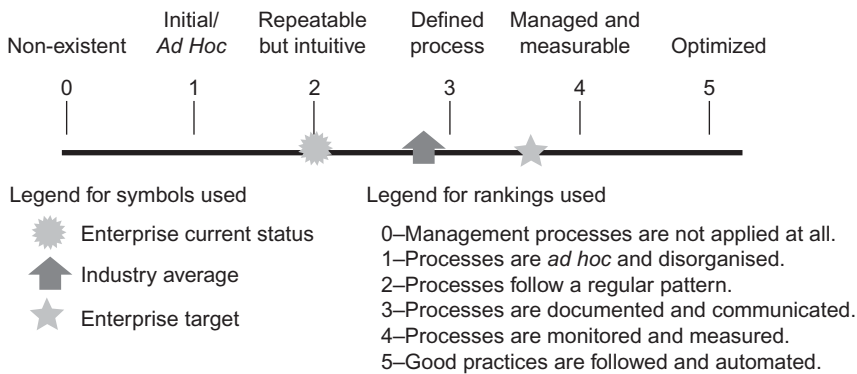 Non-existent
Initial/
Ad Hoc
Repeatable
but intuitive
Defined
process
Managed and
measurable
Optimized
0 1 2 3 4 5
Legend for symbols used
Enterprise current status
Industry average
Enterprise target
Legend for rankings used
0–Management processes are not applied at all.
1–Processes are ad hoc and disorganised.
2–Processes follow a regular pattern.
3–Processes are documented and communicated.
4–Processes are monitored and measured.
5–Good practices are followed and automated.